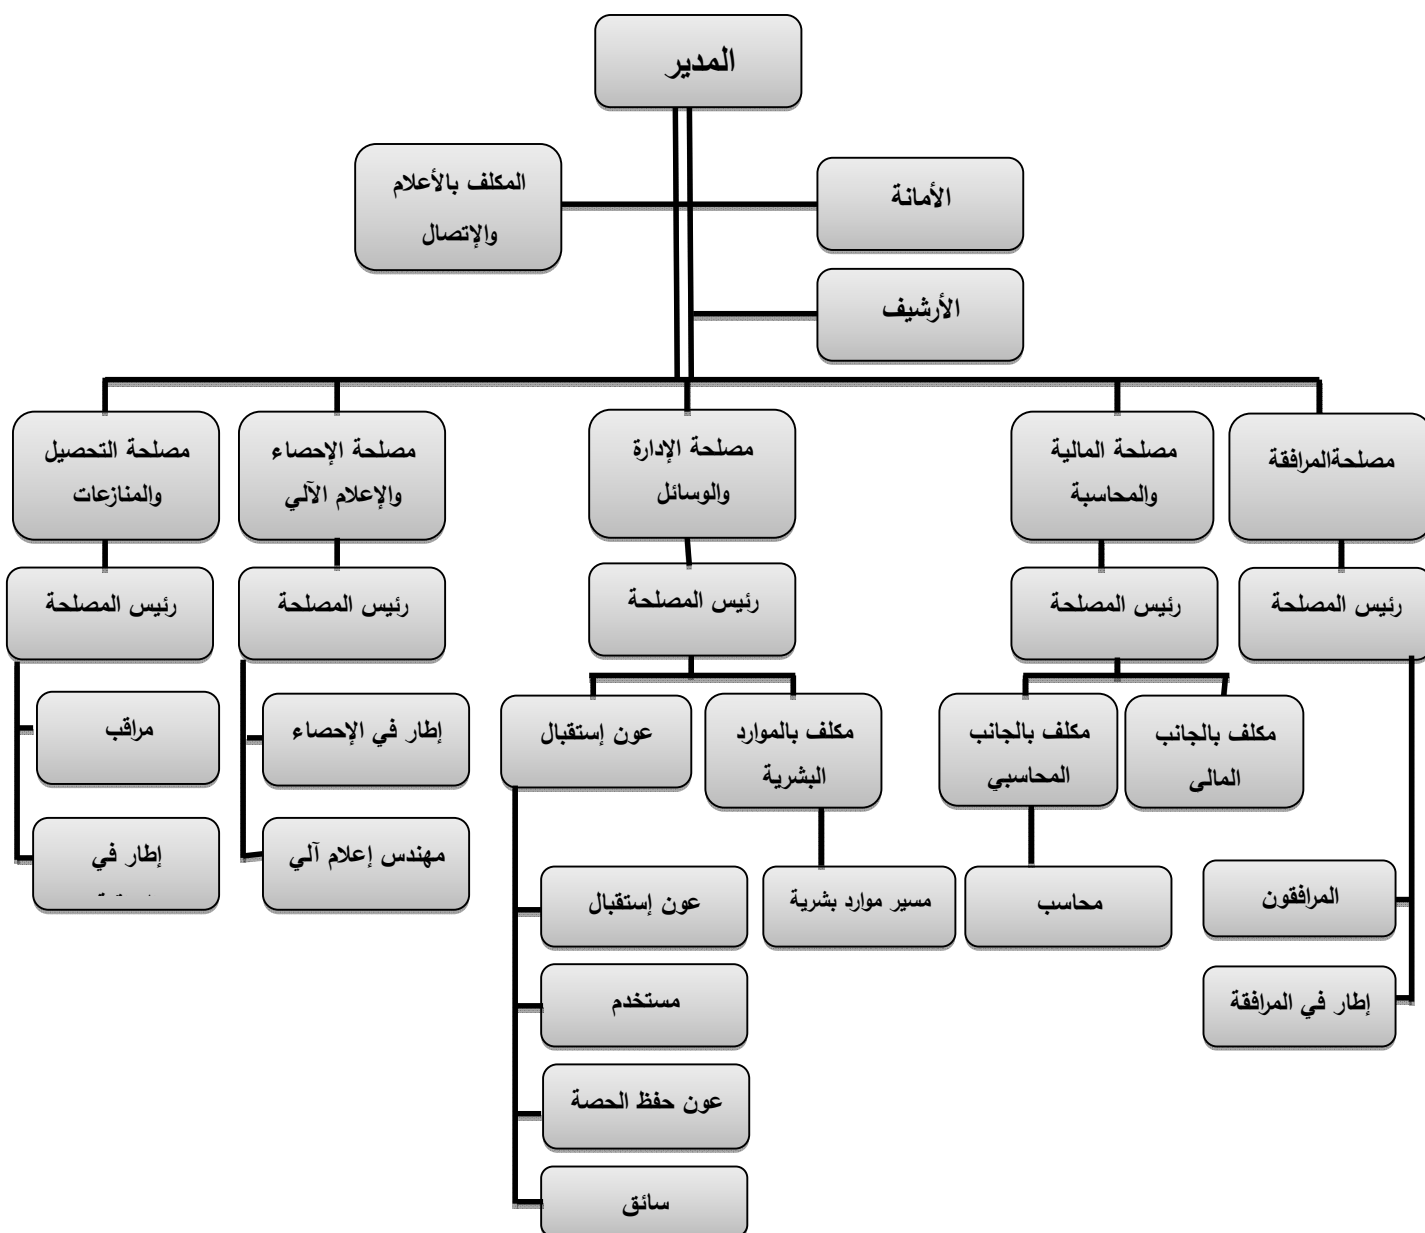 المدير
الأمانة
المكلف بالأعلام
والإتصال
الأرشيف
مصلحةالمرافقة
مصلحة المالية
والمحاسبة
مصلحة الإدارة
والوسائل
مصلحة الإحصاء
والإعلام الآلي
مصلحة التحصيل
والمنازعات
رئيس المصلحة
رئيس المصلحة
رئيس المصلحة
رئيس المصلحة
رئيس المصلحة
مكلف بالجانب
المالى
مكلف بالجانب
المحاسبي
مكلف بالموارد
البشرية
عون إستقبال
إطار في الإحصاء
مراقب
المرافقون
محاسب
مسير موارد بشرية
عون إستقبال
مهندس إعلام آلي
إطار في
إطار في المرافقة
مستخدم
عون حفظ الحصة
سائق